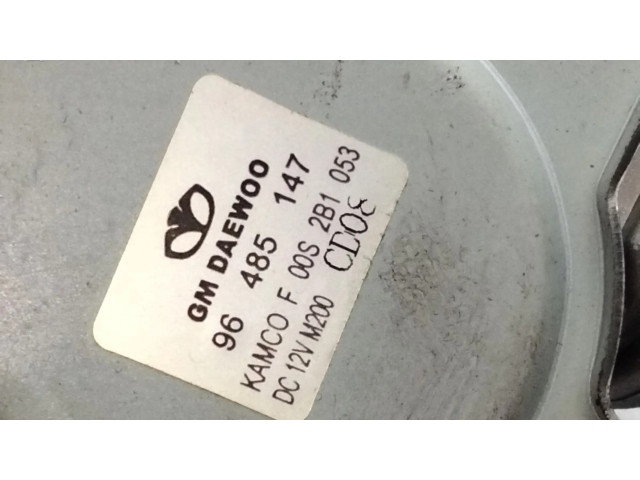 GM DAEWOO
96 485 147
KAMCO F 00S 2B1 053
DC 12V M200 CD08